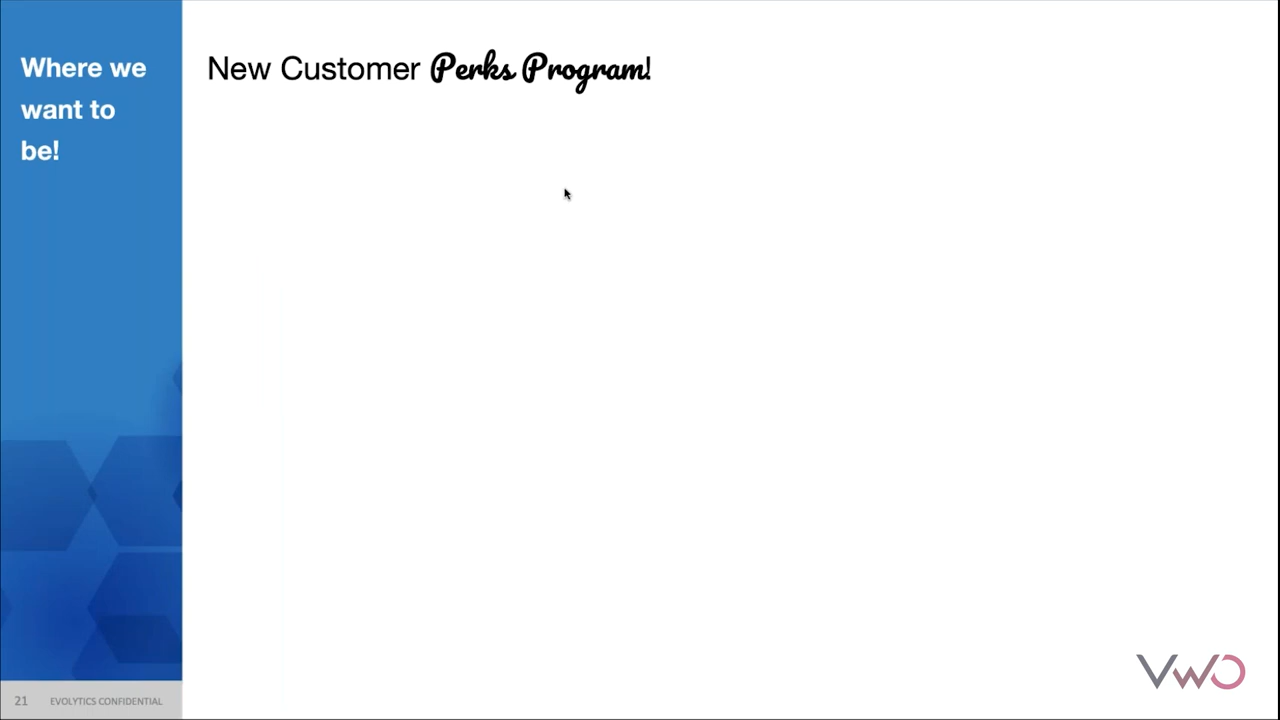 Where we
want to
be!
New Customer Perks Program!
21 EVOLYTICS CONFIDENTIAL
VWO